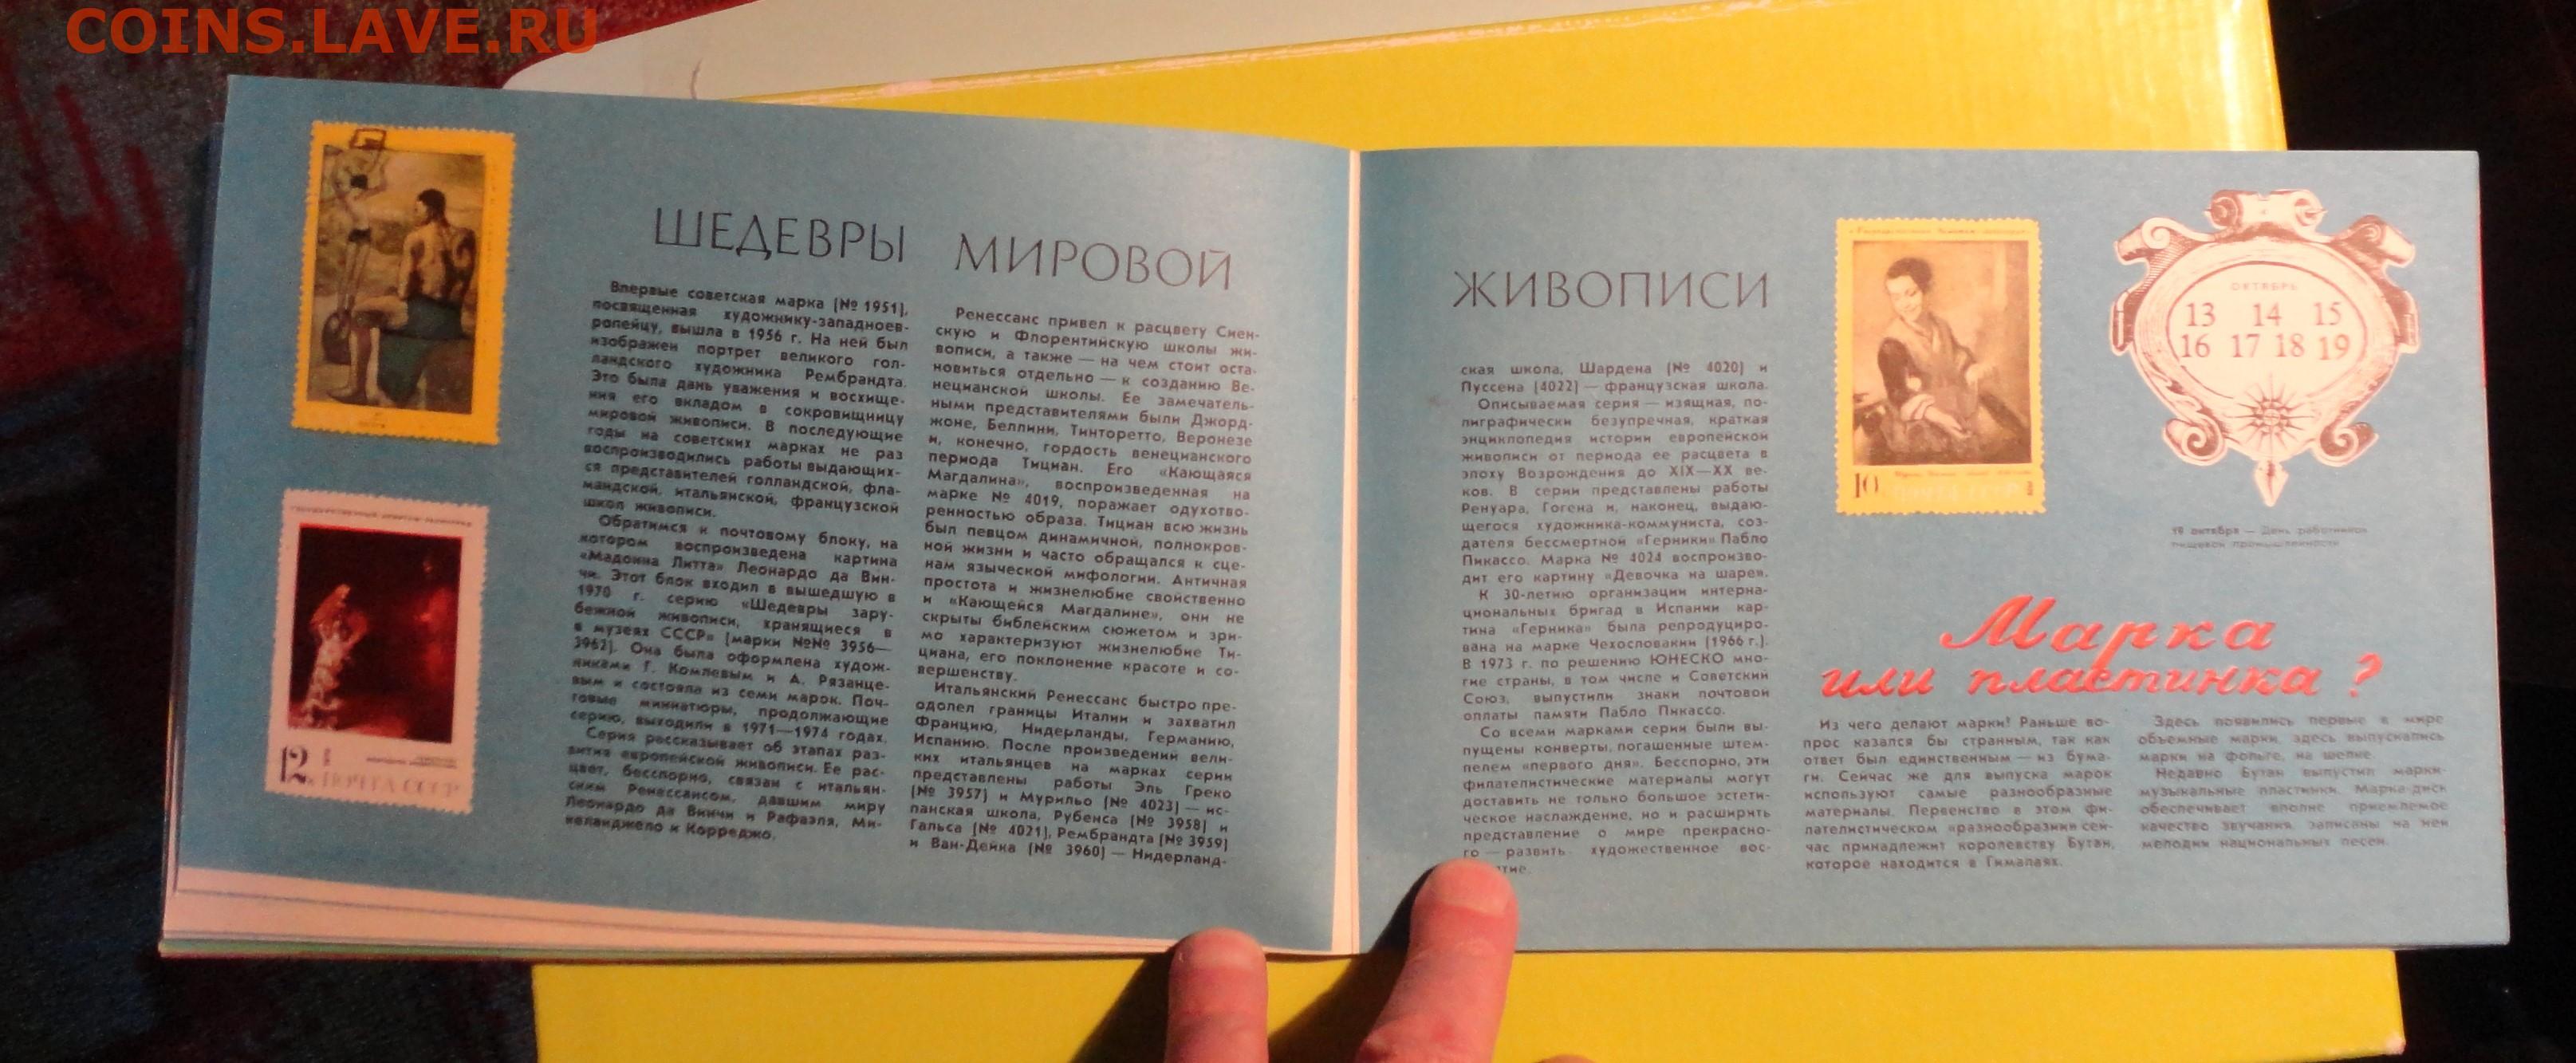 COINS.LAVE.RU
ШЕДЕВРЫ МИРОВОЙ ЖИВОПИСИ
Впервые советская марка (№ 1951),
посвященная художнику-западноев-
ропейцу, вышла в 1956 г. На ней был
изображен портрет великого гол-
ландского художника Рембрандта.
Это была дань уважения и восхище-
ния его вкладом в сокровищницу
мировой живописи. В последующие
годы на советских марках не раз
воспроизводились работы выдающих-
ся представителей голландской, фла-
мандской, итальянской, французской
школ живописи.
Обратимся к почтовому блоку, на
котором воспроизведена картина
«Мадонна Литта» Леонардо да Вин-
чи. Этот блок входил в вышедшую в
1970 г. серию «Шедевры зару-
бежной живописи, хранящиеся в
в музеях СССР» (марки №№ 3956—
3962). Она была оформлена худож-
никами Г. Комлевым и А. Рязанце-
вым и состояла из семи марок. Поч-
товые миниатюры, продолжающие
серию, выходили в 1971—1974 годах.
Серия рассказывает об этапах раз-
вития европейской живописи. Ее рас-
цвет, бесспорно, связан с итальян-
ским Ренессансом, давшим миру
Леонардо да Винчи и Рафаэля, Ми-
келанджело и Корреджо.
Ренессанс привел к расцвету Сиен-
скую и Флорентийскую школы жи-
вописи, а также — на чем стоит оста-
новиться отдельно — к созданию Ве-
нецианской школы. Ее замечатель-
ными представителями были Джорд-
жоне, Беллини, Тинторетто, Веронезе
и, конечно, гордость венецианского
периода Тициан. Его «Кающаяся
Магдалина», воспроизведенная на
марке № 4019, поражает одухотво-
ренностью образа. Тициан всю жизнь
был певцом динамичной, полнокров-
ной жизни и часто обращался к сце-
нам языческой мифологии. Античная
простота и жизнелюбие свойственно
и «Кающейся Магдалине», они не
скрыты библейским сюжетом и зри-
мо характеризуют жизнелюбие Ти-
циана, его поклонение красоте и со-
вершенству.
Итальянский Ренессанс быстро пре-
одолел границы Италии и захватил
Францию, Нидерланды, Германию,
Испанию. После произведений вели-
ких итальянцев на марках серии
представлены работы Эль Греко
(№ 3957) и Мурильо (№ 4023) — ис-
панская школа, Рубенса (№ 3958) и
Гальса (№ 4021), Рембрандта (№ 3959)
и Ван-Дейка (№ 3960) — Нидерланд-
ская школа, Шардена (№ 4020) и
Пуссена (4022) — французская школа.
Описываемая серия — изящная, по-
лиграфически безупречная, краткая
энциклопедия истории европейской
живописи от периода ее расцвета в
эпоху Возрождения до XIX—XX ве-
ков. В серии представлены работы
Ренуара, Гогена и, наконец, выдаю-
щегося художника-коммуниста, соз-
дателя бессмертной «Герники» Пабло
Пикассо. Марка № 4024 воспроизво-
дит его картину «Девочка на шаре».
К 30-летию организации интерна-
циональных бригад в Испании кар-
тина «Герника» была репродуциро-
вана на марке Чехословакии (1966 г.).
В 1973 г. по решению ЮНЕСКО мно-
гие страны, в том числе и Советский
Союз, выпустили знаки почтовой
оплаты памяти Пабло Пикассо.
Со всеми марками серии были вы-
пущены конверты, погашенные штем-
пелем «первого дня». Бесспорно, эти
филателистические материалы могут
доставить не только большое эстети-
ческое наслаждение, но и расширить
представление о мире прекрасно-
го — развить художественное вос-
тие.
12к ПОЧТА СССР
10
ОКТЯБРЬ
13 14 15
16 17 18 19
19 октября — День работников
пищевой промышленности
Марка
или пластинка?
Из чего делают марки? Раньше во-
прос казался бы странным, так как
ответ был единственным — из бума-
ги. Сейчас же для выпуска марок
используют самые разнообразные
материалы. Первенство в этом фи-
лателистическом «разнообразии» сей-
час принадлежит королевству Бутан,
которое находится в Гималаях.
Здесь появились первые в мире
объемные марки, здесь выпускались
марки на фольге, на шелке.
Недавно Бутан выпустил марки-
музыкальные пластинки. Марка-диск
обеспечивает вполне приемлемое
качество звучания, записаны на ней
мелодии национальных песен.